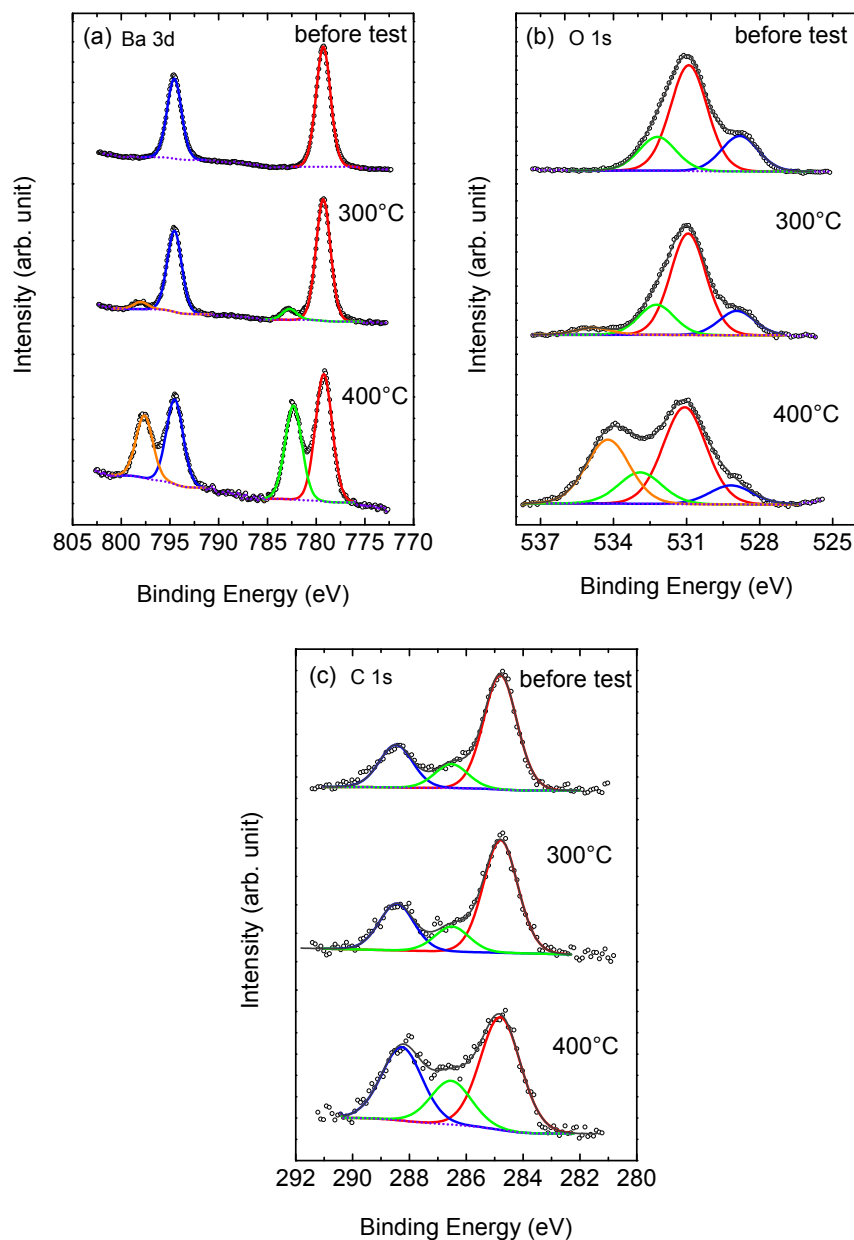 (a) Ba 3d before test
300°C
400°C
Intensity (arb. unit)
805 800 795 790 785 780 775 770
Binding Energy (eV)
(b) O 1s before test
300°C
400°C
Intensity (arb. unit)
537 534 531 528 525
Binding Energy (eV)
(c) C 1s before test
300°C
400°C
Intensity (arb. unit)
292 290 288 286 284 282 280
Binding Energy (eV)